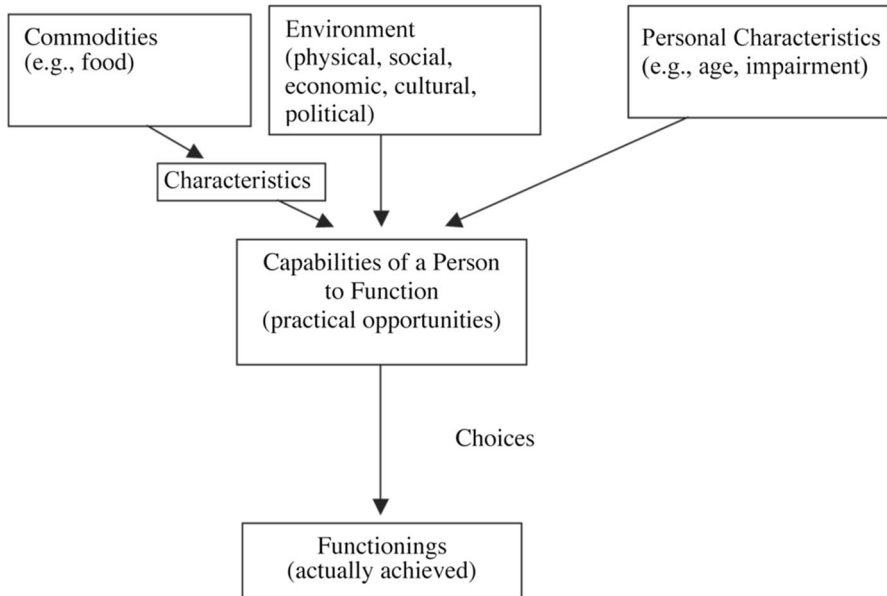 Commodities
(e.g., food)
Environment
(physical, social,
economic, cultural,
political)
Personal Characteristics
(e.g., age, impairment)
Characteristics
Capabilities of a Person
to Function
(practical opportunities)
Choices
Functionings
(actually achieved)